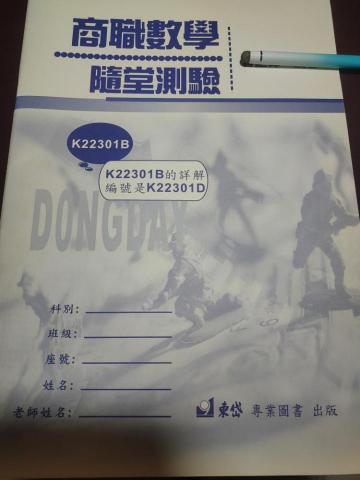 商職數學
隨堂測驗
K22301B
K22301B的詳解
編號是K22301D
DONGDAY
科別：
班級：
座號：
姓名：
老師姓名：
東岱 專業圖書 出版